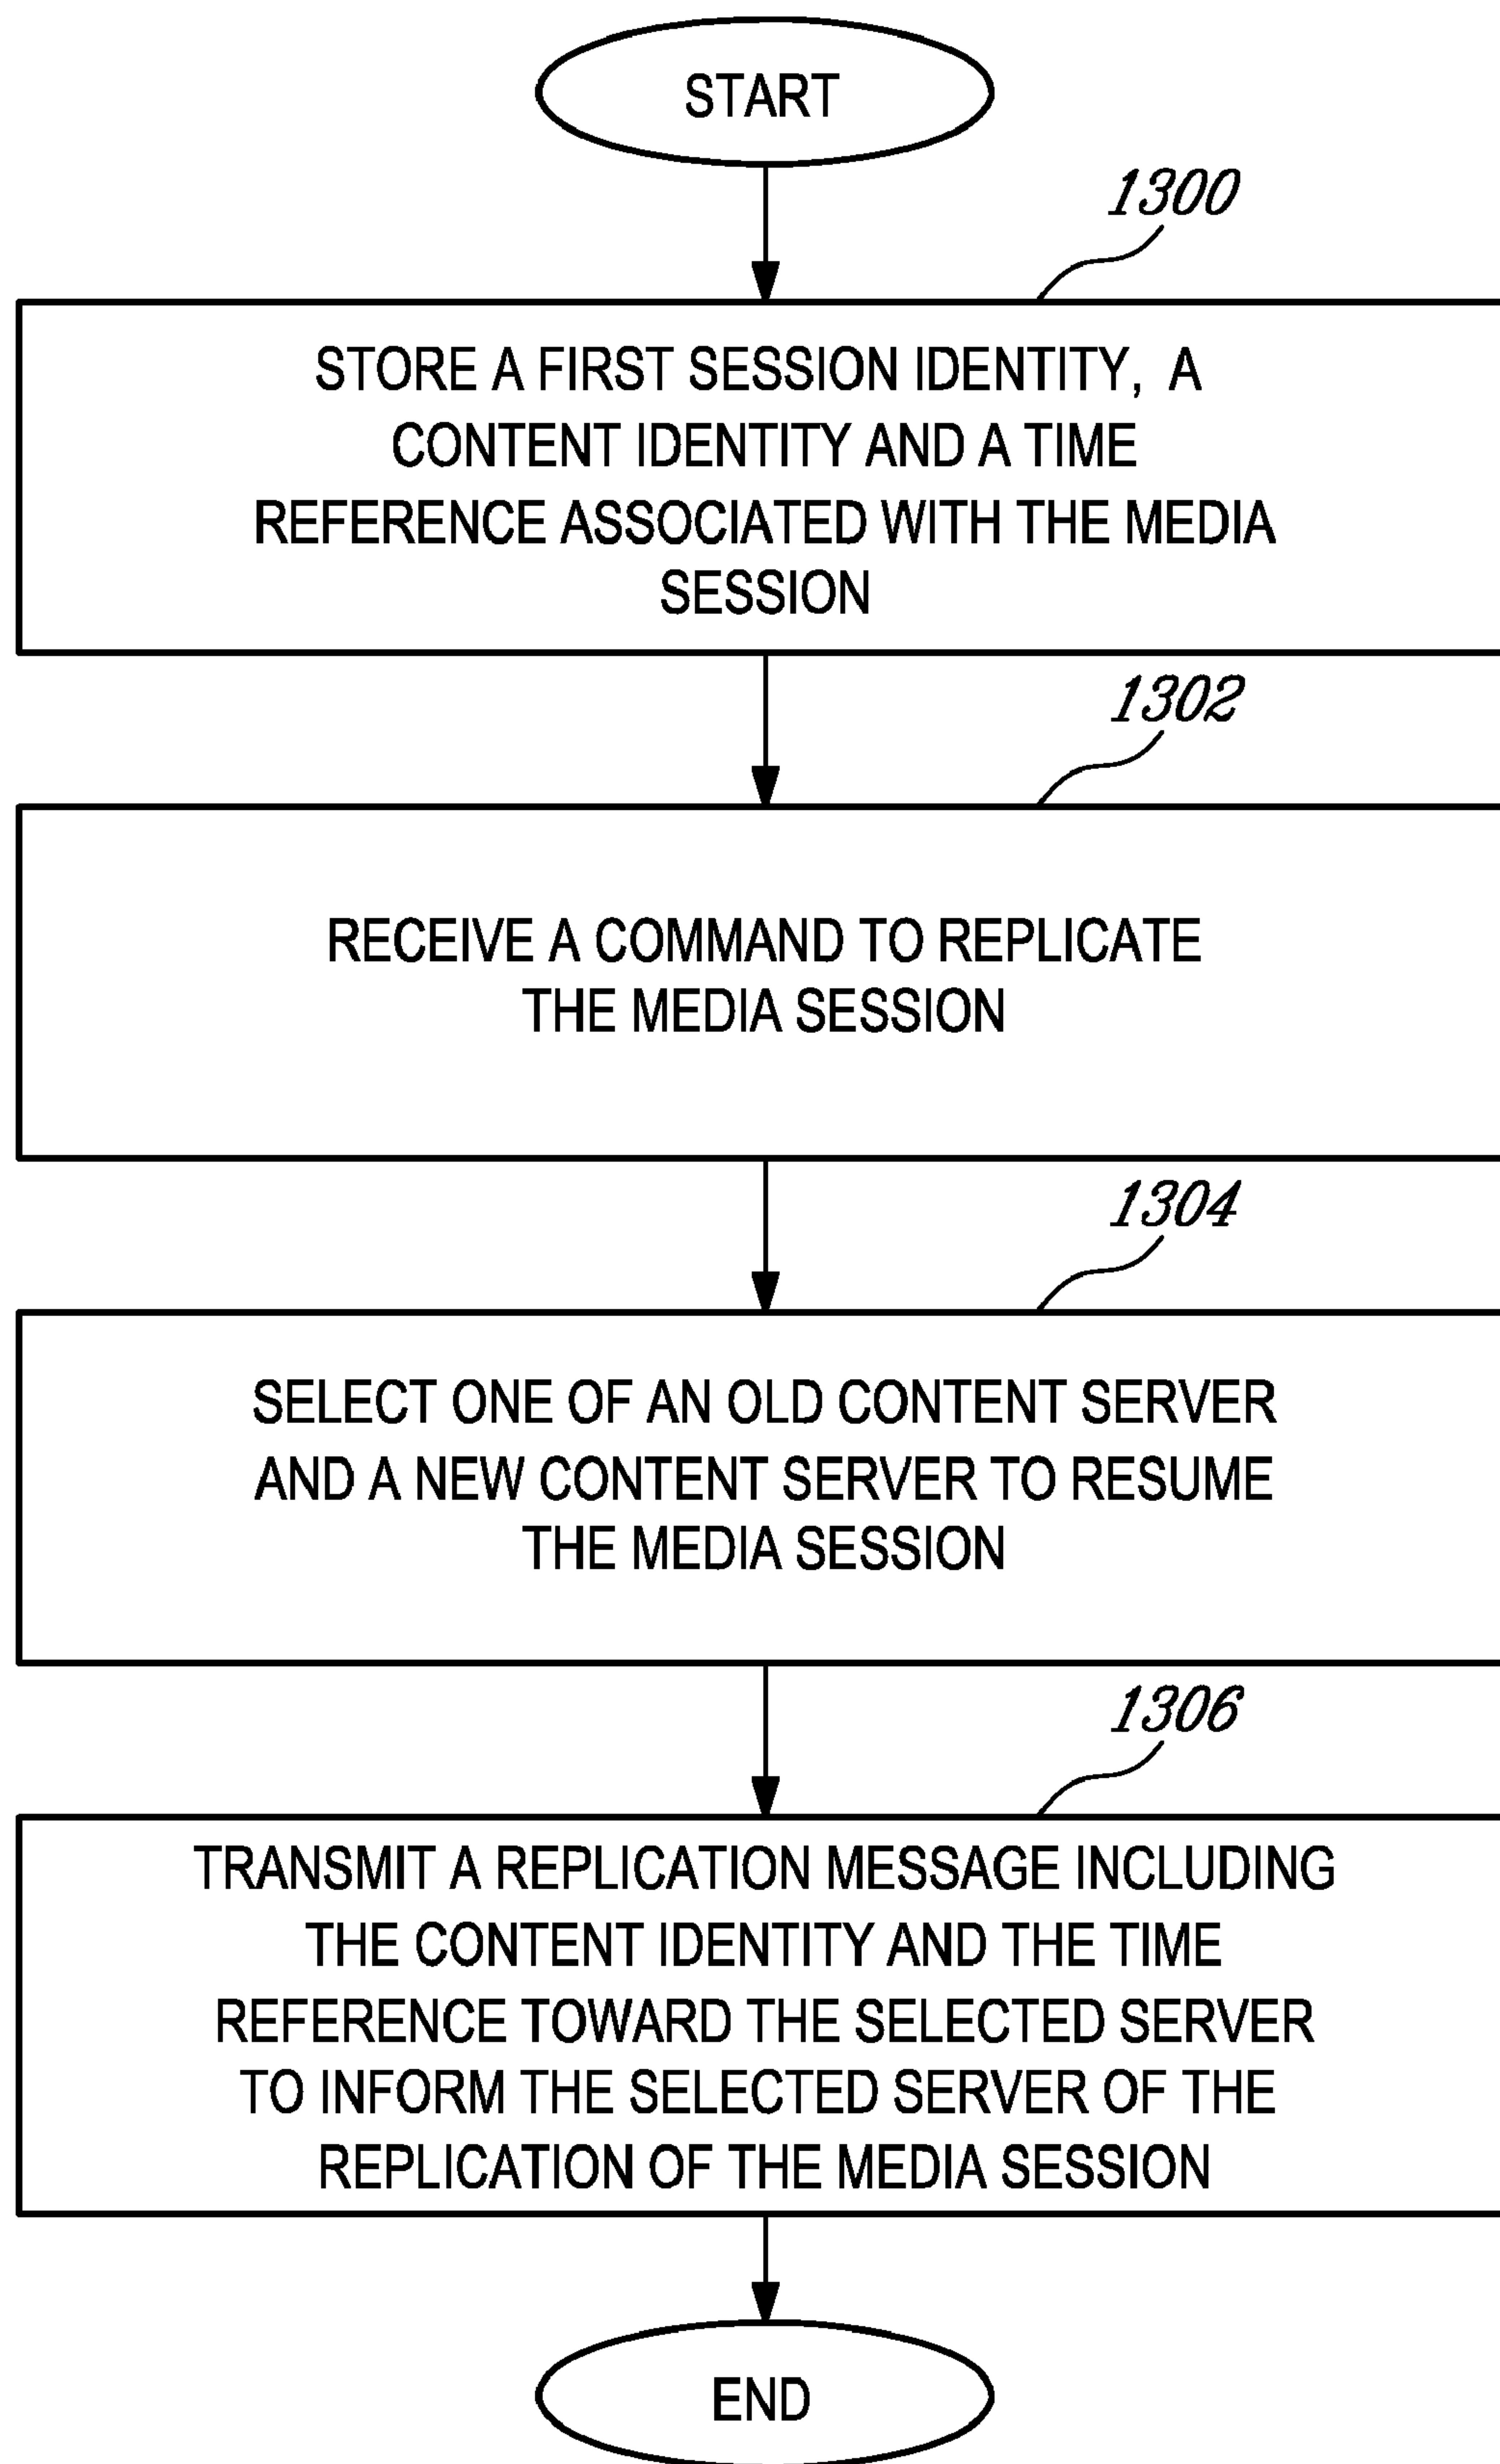 START
1300
STORE A FIRST SESSION IDENTITY, A
CONTENT IDENTITY AND A TIME
REFERENCE ASSOCIATED WITH THE MEDIA
SESSION
1302
RECEIVE A COMMAND TO REPLICATE
THE MEDIA SESSION
1304
SELECT ONE OF AN OLD CONTENT SERVER
AND A NEW CONTENT SERVER TO RESUME
THE MEDIA SESSION
1306
TRANSMIT A REPLICATION MESSAGE INCLUDING
THE CONTENT IDENTITY AND THE TIME
REFERENCE TOWARD THE SELECTED SERVER
TO INFORM THE SELECTED SERVER OF THE
REPLICATION OF THE MEDIA SESSION
END